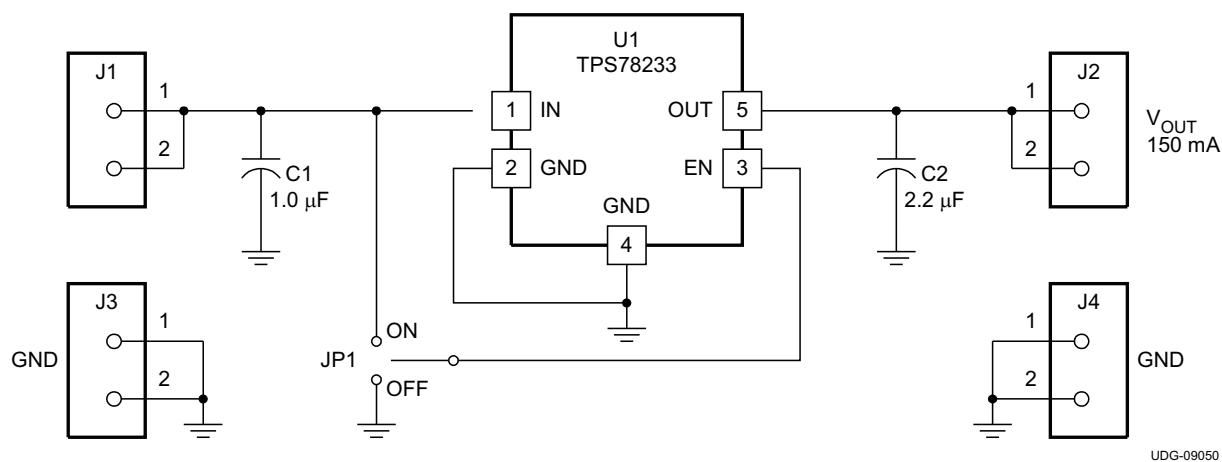 U1
TPS78233
J1
1
2
C1
1.0 μF
1 IN
2 GND
GND
4
OUT 5
EN 3
C2
2.2 μF
J2
1
2
VOUT
150 mA
J3
1
2
GND
JP1
ON
OFF
J4
1
2
GND
UDG-09050